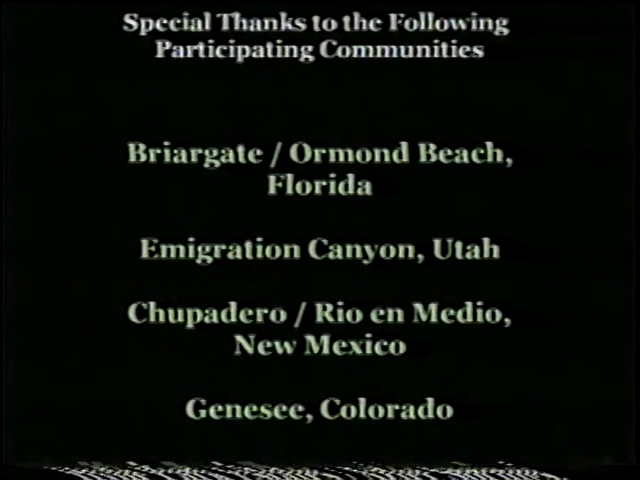 Special Thanks to the Following
Participating Communities
Briargate / Ormond Beach,
Florida
Emigration Canyon, Utah
Chupadero / Rio en Medio,
New Mexico
Genesee, Colorado